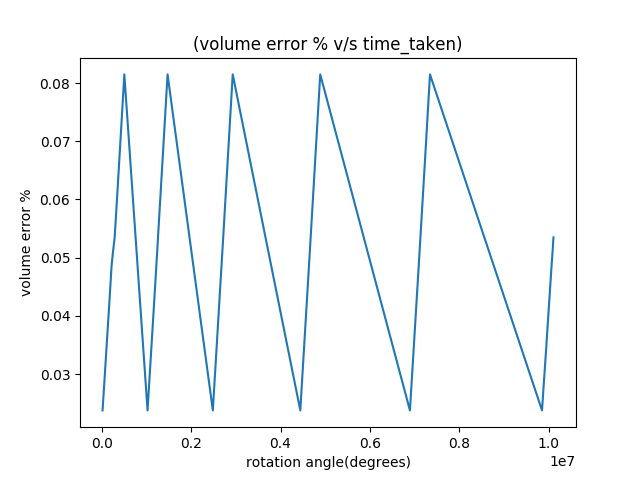 (volume error % v/s time_taken)
0.08
0.07
0.06
0.05
0.04
0.03
volume error %
0.0 0.2 0.4 0.6 0.8 1.0
1e7
rotation angle(degrees)